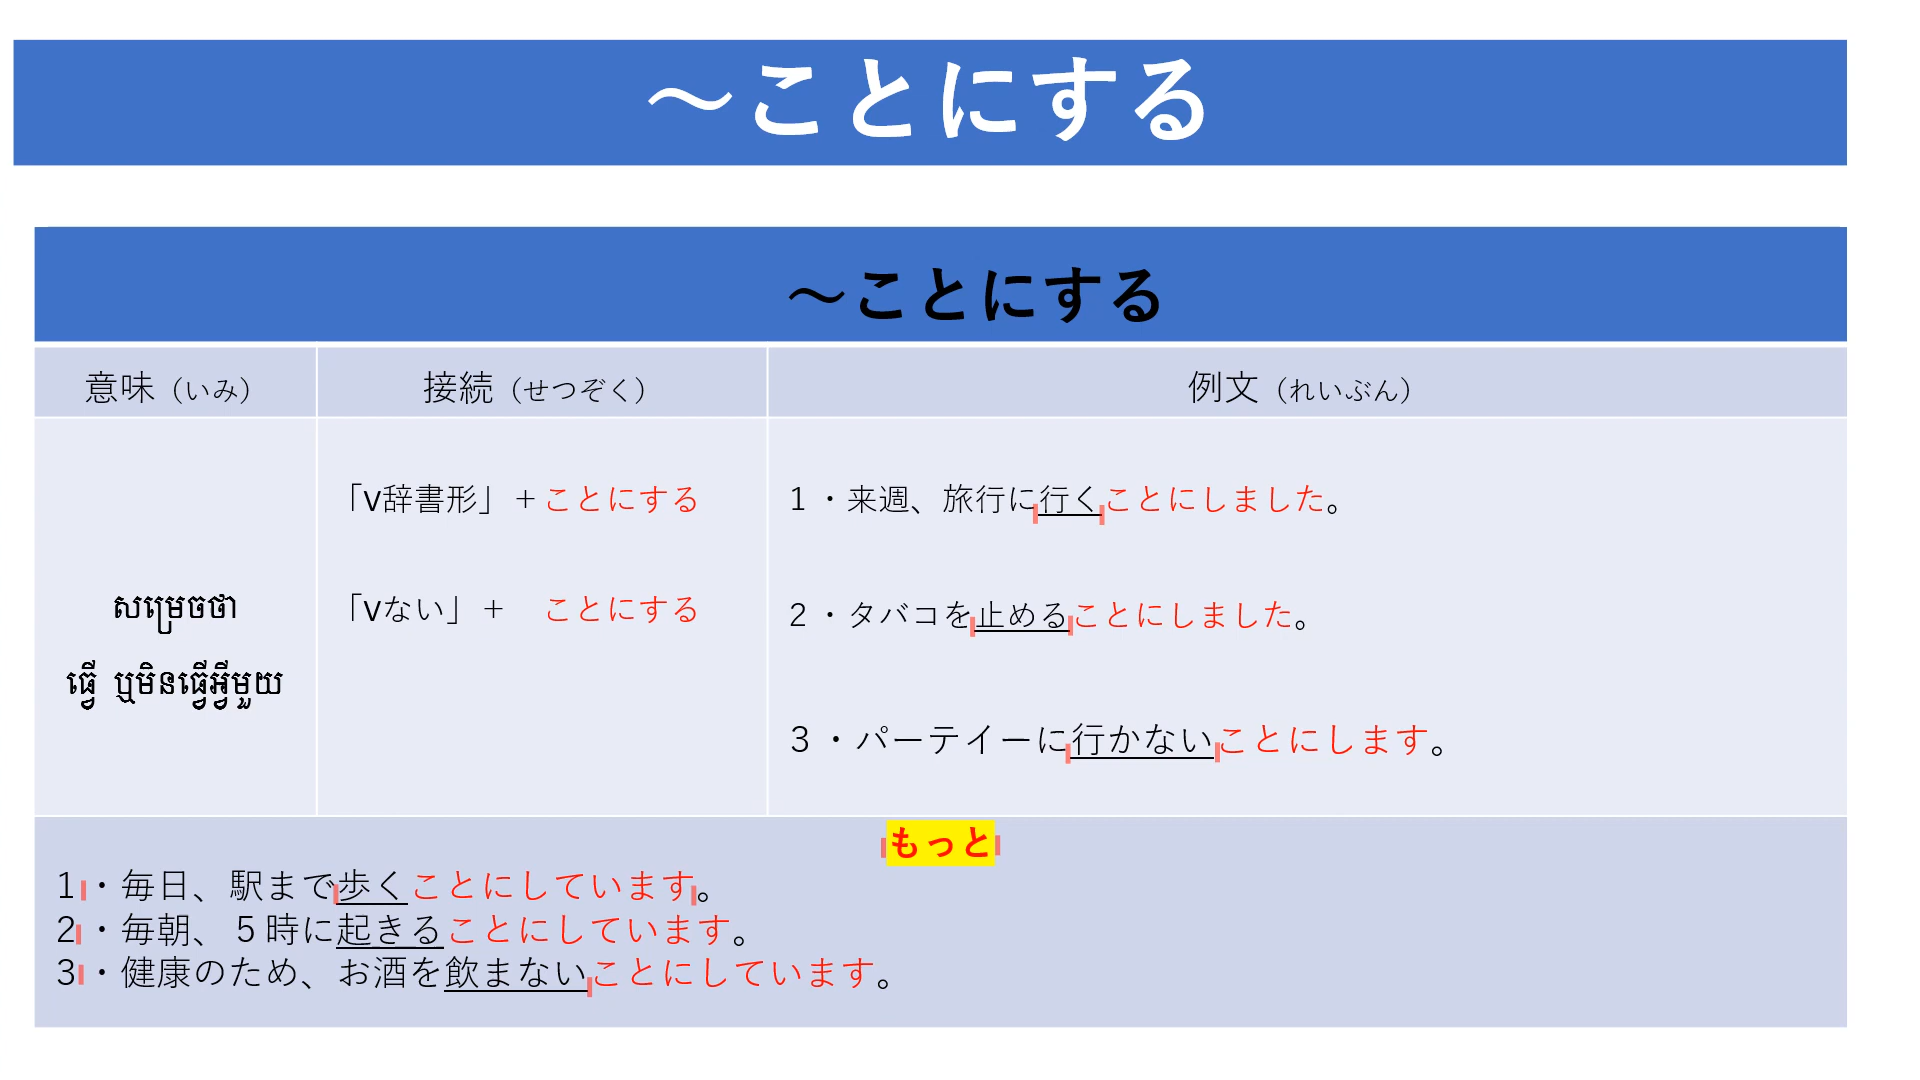 ～ことにする
～ことにする
意味（いみ）
接続（せつぞく）
例文（れいぶん）
សម្រេចថា
ធ្វើ ឬមិនធ្វើអ្វីមួយ
「V辞書形」＋ことにする
「Vない」＋　ことにする
1・来週、旅行に行くことにしました。
2・タバコを止めることにしました。
3・パーテイーに行かないことにします。
もっと
1・毎日、駅まで歩くことにしています。
2・毎朝、５時に起きることにしています。
3・健康のため、お酒を飲まないことにしています。